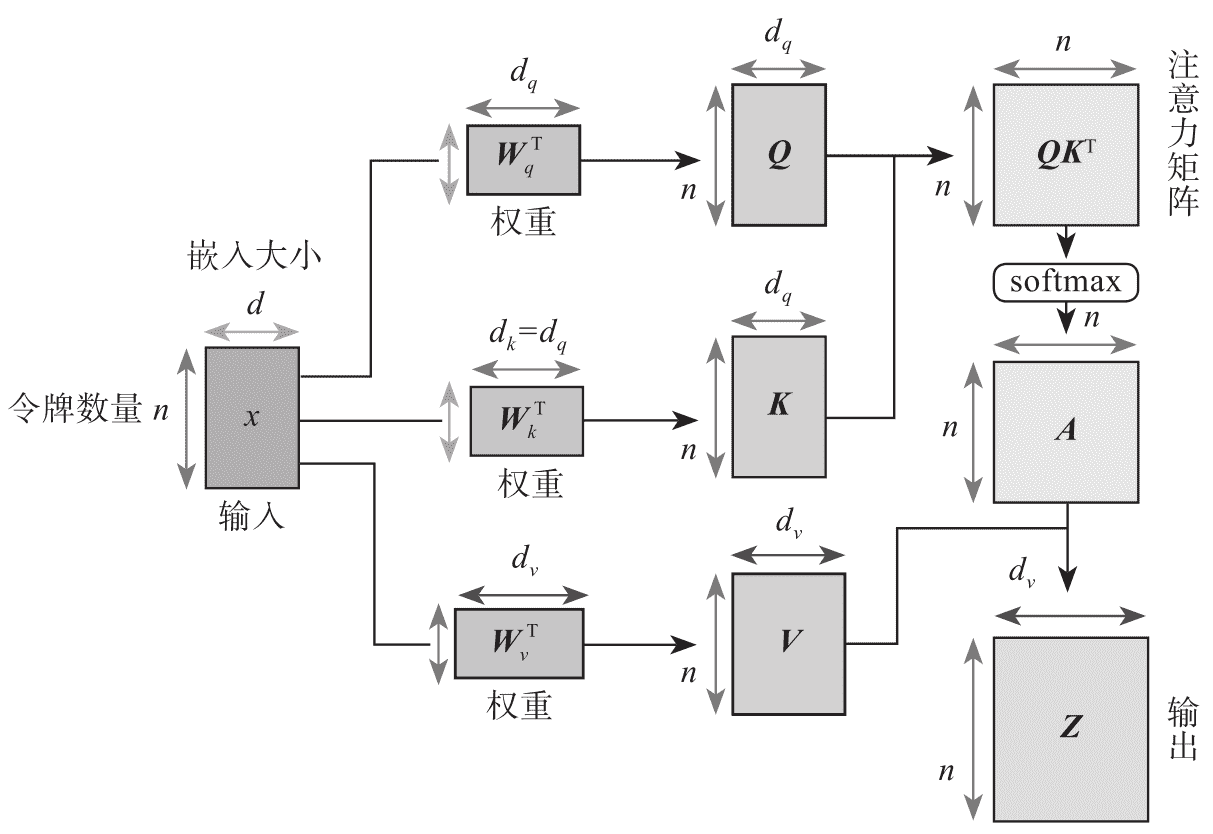 嵌入大小
d
令牌数量 n
x
输入
d_q
W_q^T
权重
d_k=d_q
W_k^T
权重
d_v
W_v^T
权重
d_q
n
Q
d_q
n
K
d_v
n
V
n
n
QK^T
注意力矩阵
softmax
n
n
A
d_v
n
Z
输出